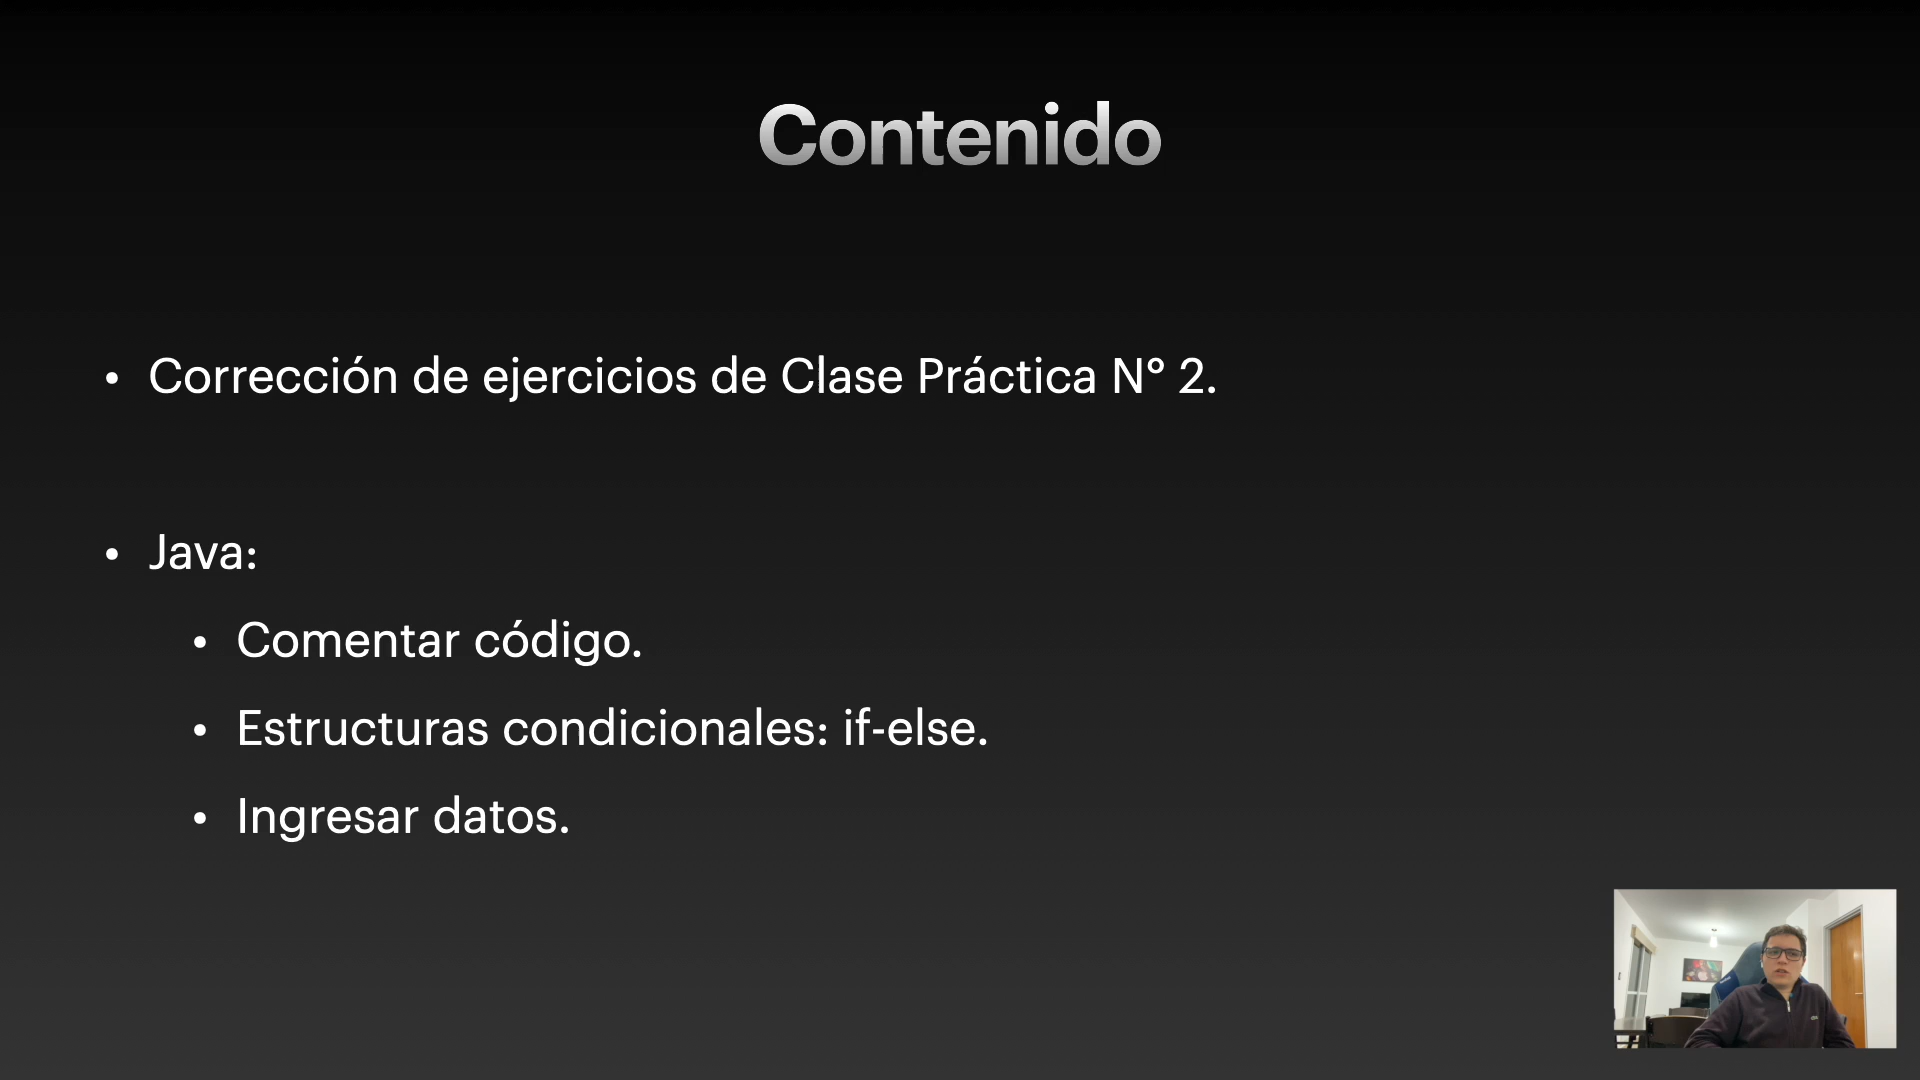 Contenido
• Corrección de ejercicios de Clase Práctica N° 2.
• Java:
• Comentar código.
• Estructuras condicionales: if-else.
• Ingresar datos.